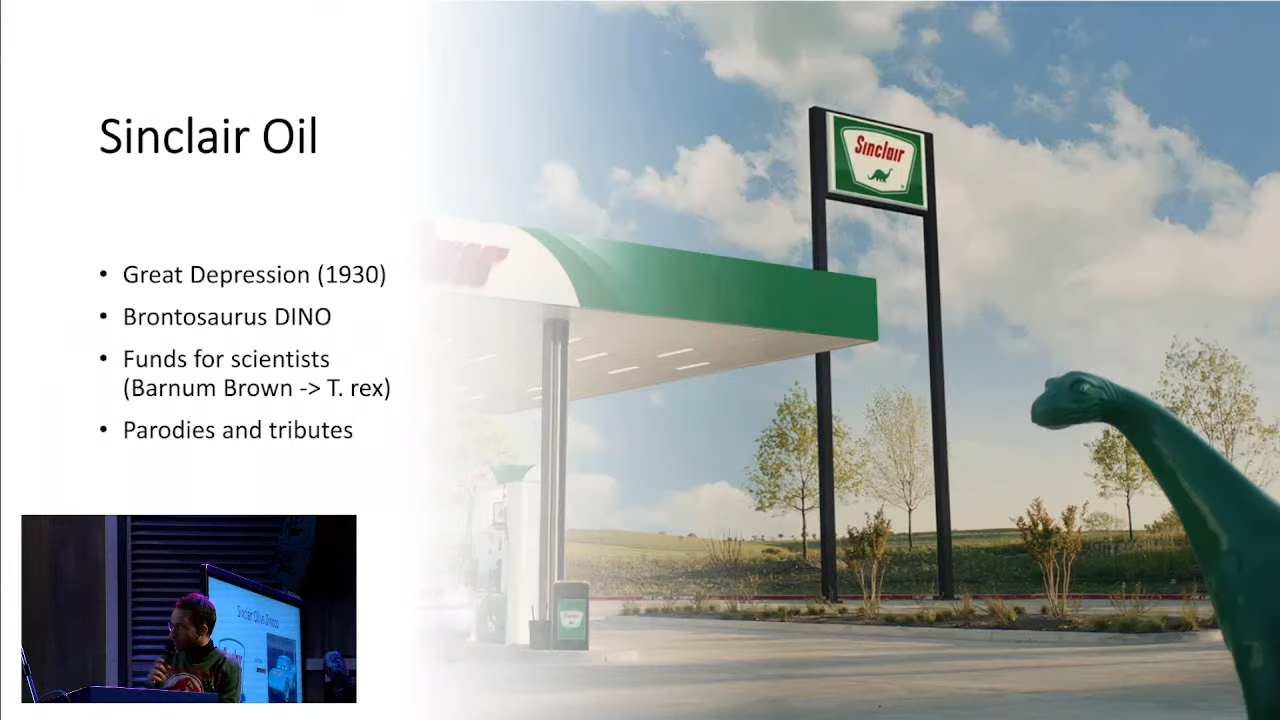 Sinclair Oil
• Great Depression (1930)
• Brontosaurus DINO
• Funds for scientists
(Barnum Brown -> T. rex)
• Parodies and tributes
Sinclair